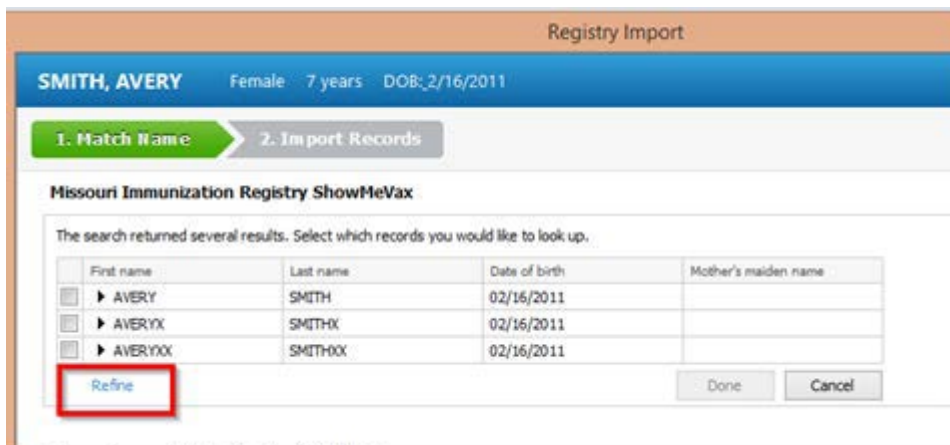 Registry Import
SMITH, AVERY Female 7 years DOB: 2/16/2011
1. Match Name 2. Import Records
Missouri Immunization Registry ShowMeVax
The search returned several results. Select which records you would like to look up.
First name Last name Date of birth Mother's maiden name
AVERY SMITH 02/16/2011
AVERYX SMITHX 02/16/2011
AVERYXX SMITHXX 02/16/2011
Refine Done Cancel